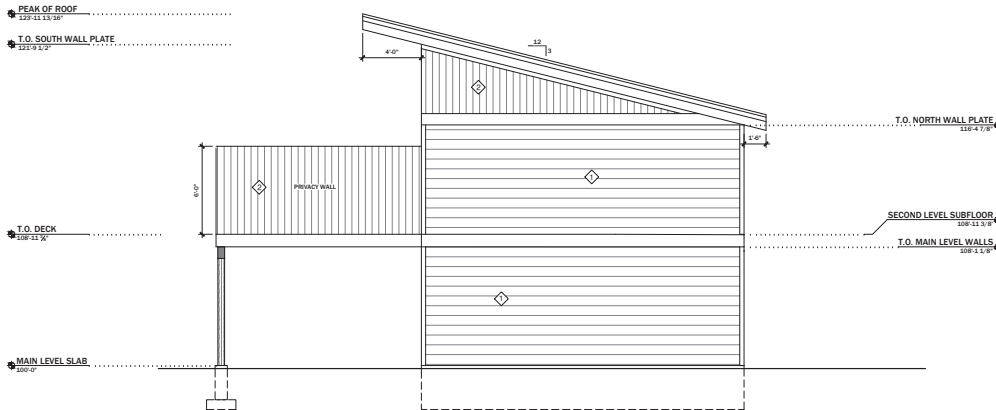 PEAK OF ROOF
123'-11 13/16"
T.O. SOUTH WALL PLATE
121'-9 1/2"
12
3
4'-0"
2
T.O. NORTH WALL PLATE
116'-4 7/8"
1'-6"
6'-0"
2
PRIVACY WALL
1
SECOND LEVEL SUBFLOOR
108'-11 3/8"
T.O. DECK
108'-11 ⅜"
T.O. MAIN LEVEL WALLS
108'-1 1/8"
1
MAIN LEVEL SLAB
100'-0"